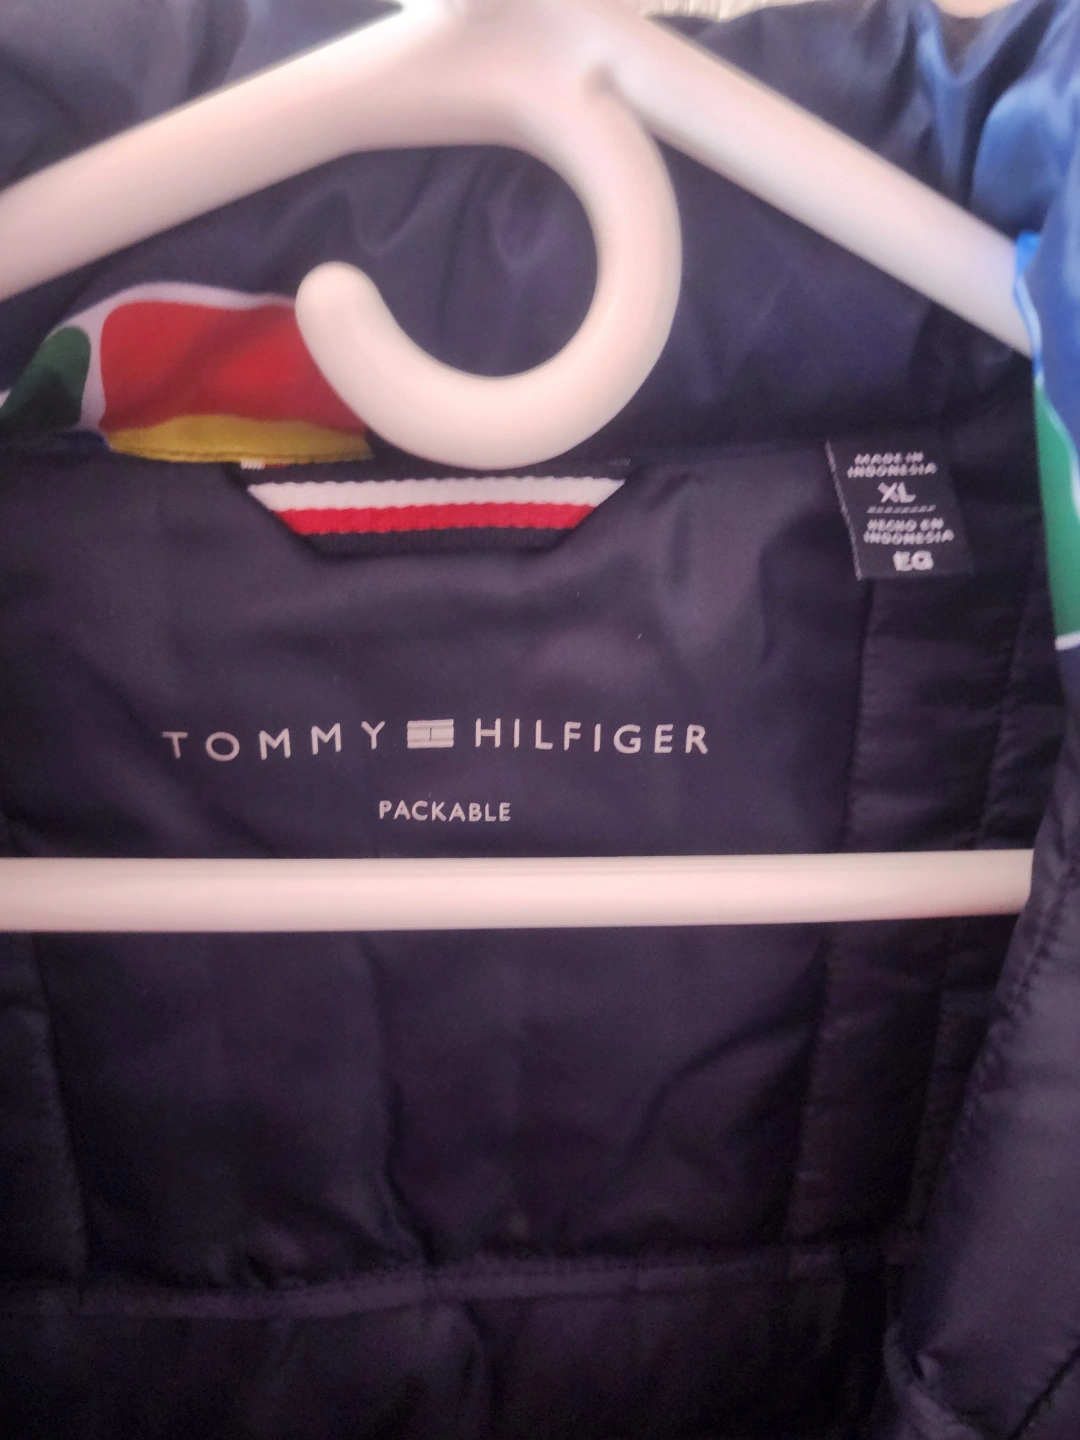 MADE IN
INDONESIA
XL
HECHO EN
INDONESIA
EG
TOMMY HILFIGER
PACKABLE